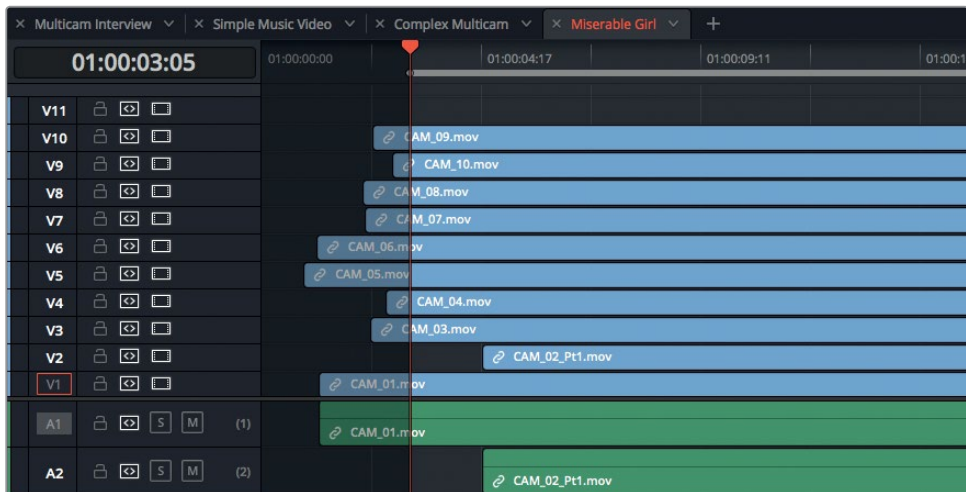 × Multicam Interview × Simple Music Video × Complex Multicam × Miserable Girl +
01:00:03:05 01:00:00:00 01:00:04:17 01:00:09:11 01:00:1
V11
V10 CAM_09.mov
V9 CAM_10.mov
V8 CAM_08.mov
V7 CAM_07.mov
V6 CAM_06.mov
V5 CAM_05.mov
V4 CAM_04.mov
V3 CAM_03.mov
V2 CAM_02_Pt1.mov
V1 CAM_01.mov
A1 S M (1) CAM_01.mov
A2 S M (2) CAM_02_Pt1.mov